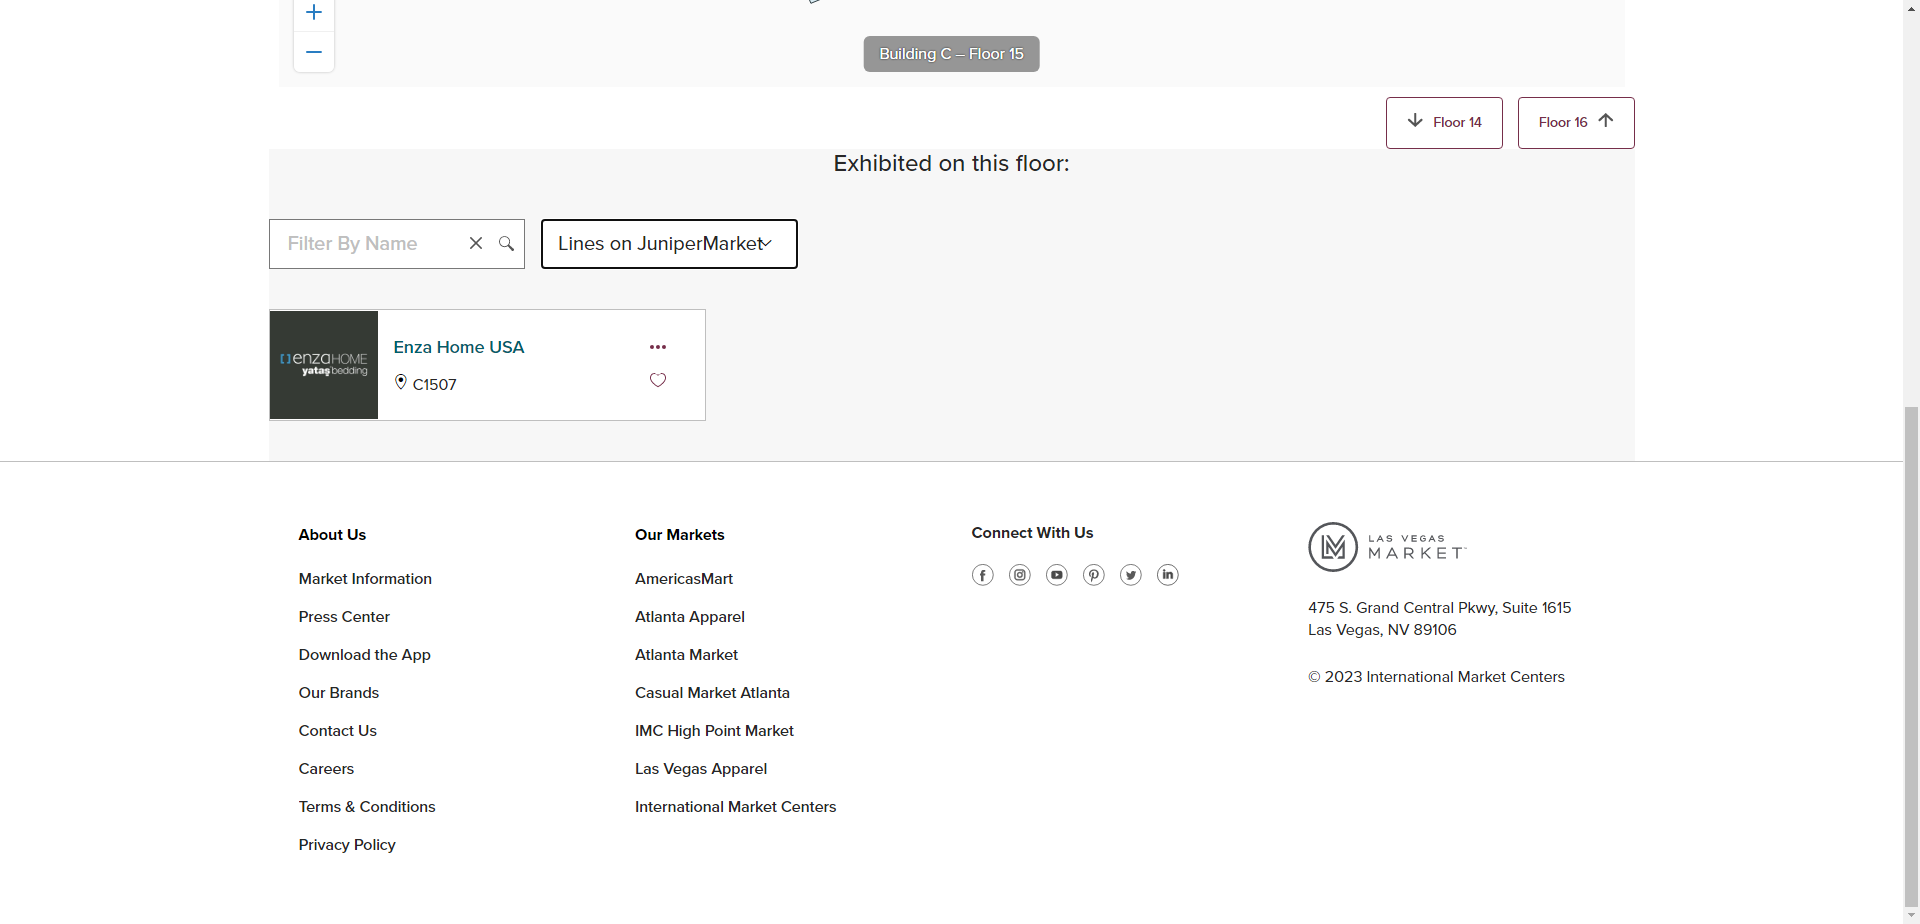 Building C – Floor 15
Floor 14
Floor 16
Exhibited on this floor:
Filter By Name
Lines on JuniperMarket
enzaHOME
yataş bedding
Enza Home USA
C1507
About Us
Market Information
Press Center
Download the App
Our Brands
Contact Us
Careers
Terms & Conditions
Privacy Policy
Our Markets
AmericasMart
Atlanta Apparel
Atlanta Market
Casual Market Atlanta
IMC High Point Market
Las Vegas Apparel
International Market Centers
Connect With Us
LAS VEGAS
MARKET
475 S. Grand Central Pkwy, Suite 1615
Las Vegas, NV 89106
© 2023 International Market Centers